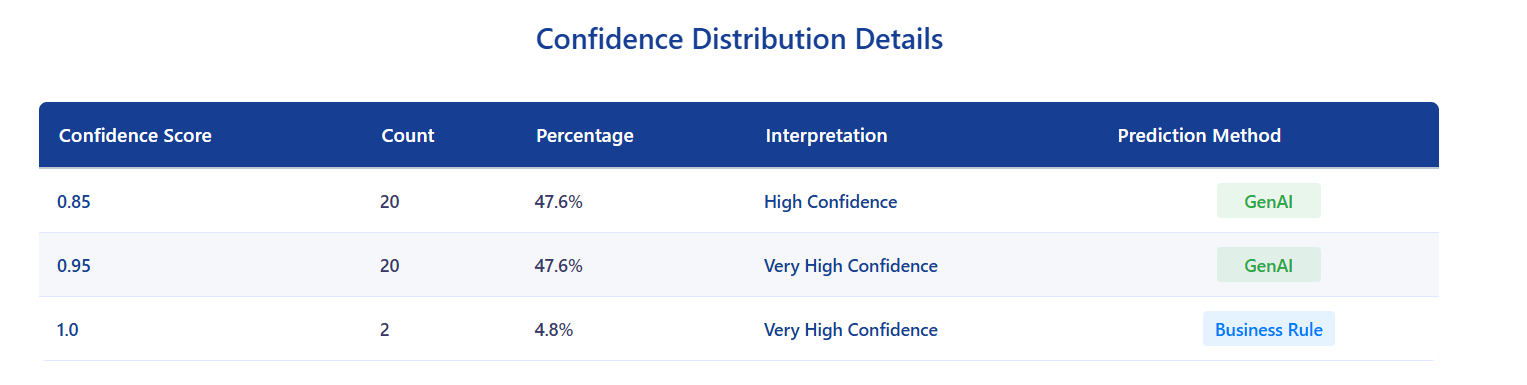 Confidence Distribution Details
Confidence Score Count Percentage Interpretation Prediction Method
0.85 20 47.6% High Confidence GenAI
0.95 20 47.6% Very High Confidence GenAI
1.0 2 4.8% Very High Confidence Business Rule